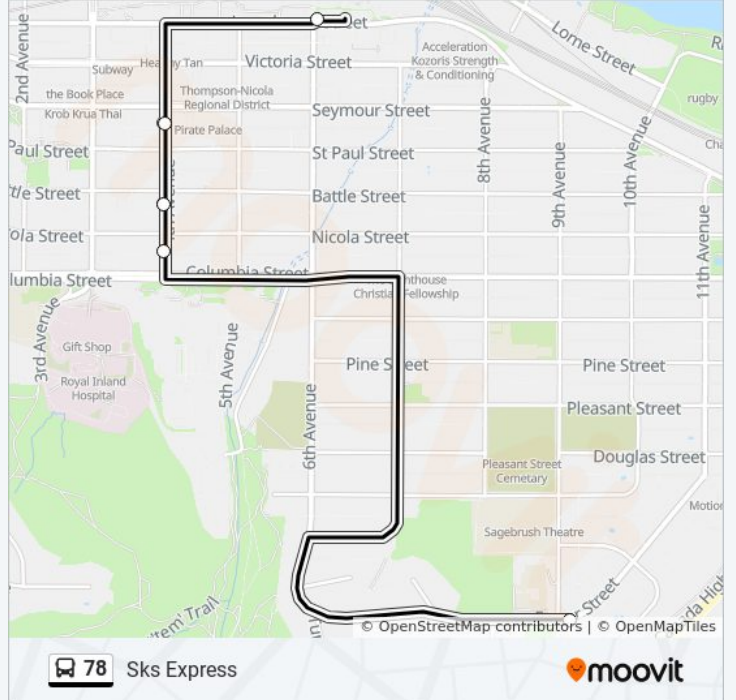 2nd Avenue
Lorne Street
Acceleration
Kozoris Strength
& Conditioning
Victoria Street
Subway
the Book Place
Krob Krua Thai
Thompson-Nicola
Regional District
Seymour Street
rugby
Pirate Palace
8th Avenue
9th Avenue
10th Avenue
11th Avenue
Paul Street
St Paul Street
Battle Street
Nicola Street
Columbia Street
lumbia Street
Christian Fellowship
3rd Avenue
Gift Shop
Royal Inland
Hospital
5th Avenue
6th Avenue
Pine Street
Pine Street
Pleasant Street
Douglas Street
Pleasant Street
Cemetary
Sagebrush Theatre
© OpenStreetMap contributors | © OpenMapTiles
78 Sks Express
moovit